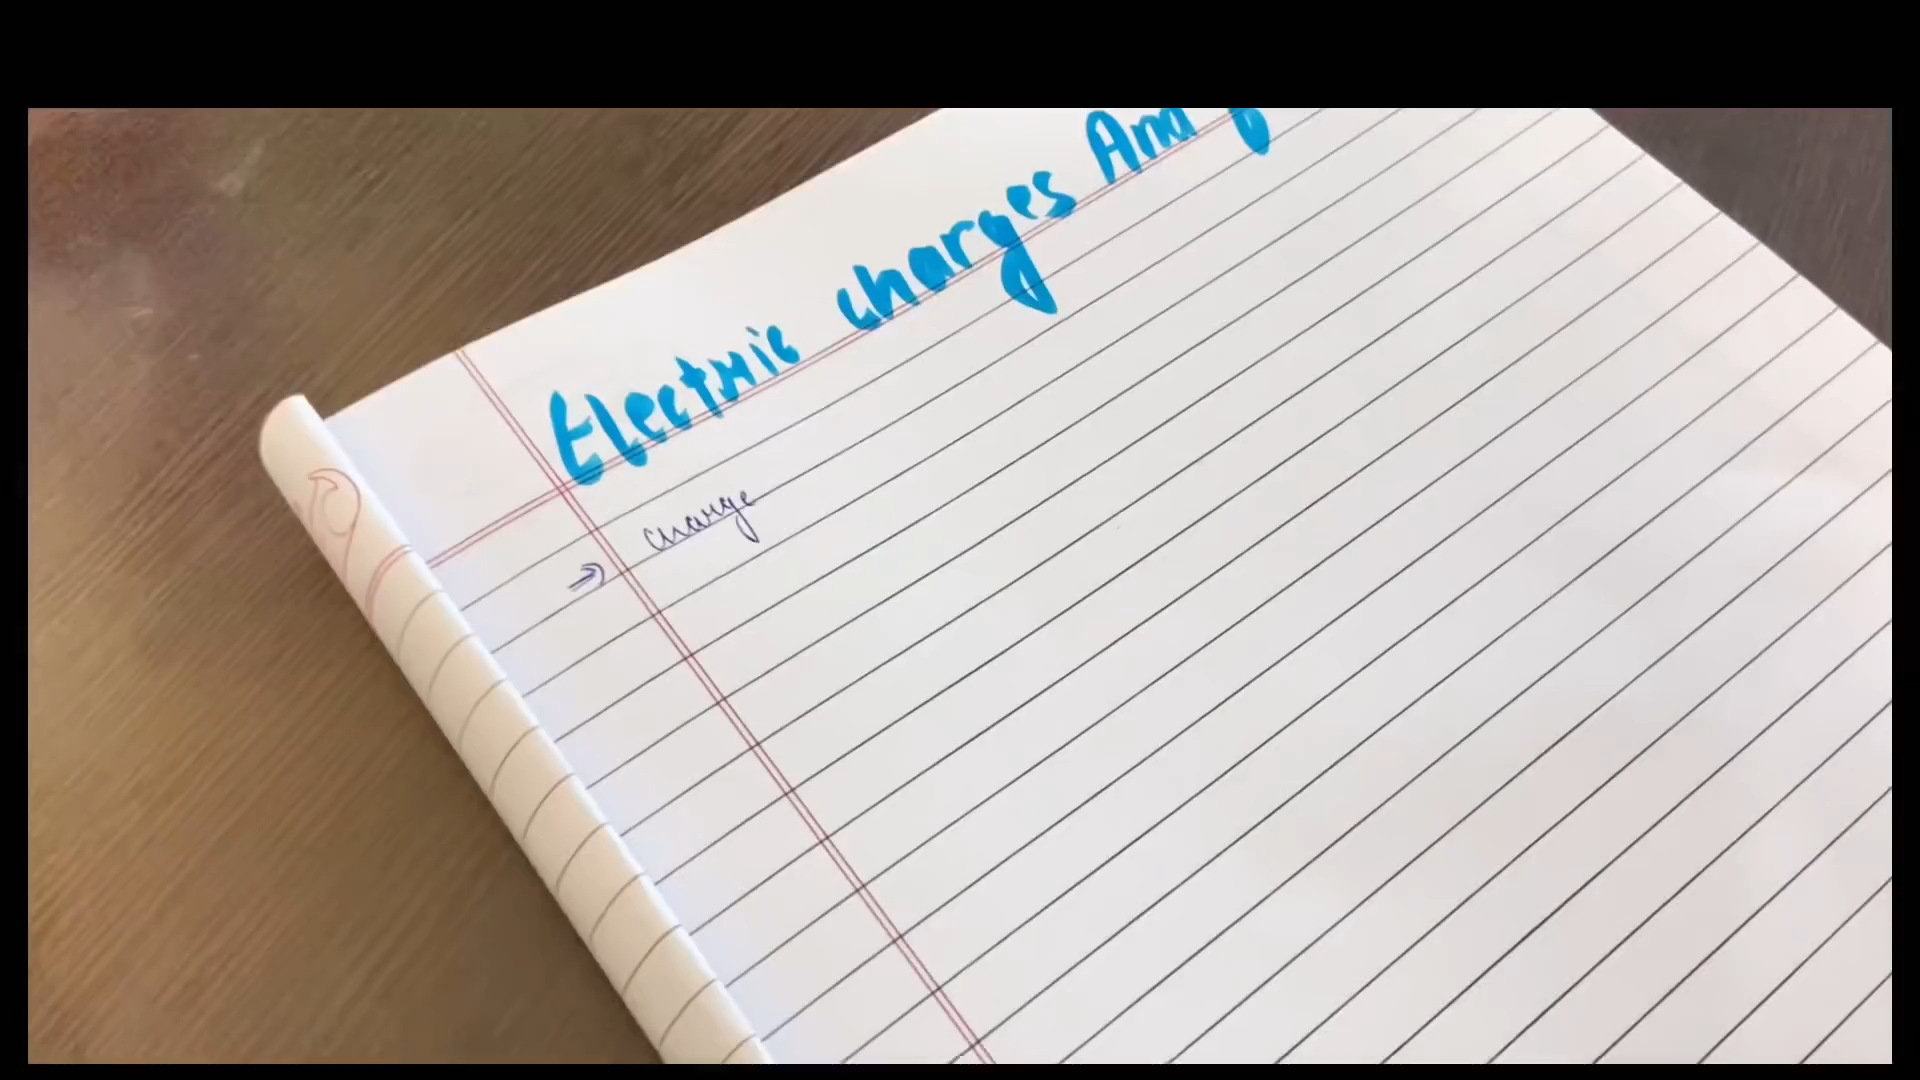 Electric charges And
→ charge